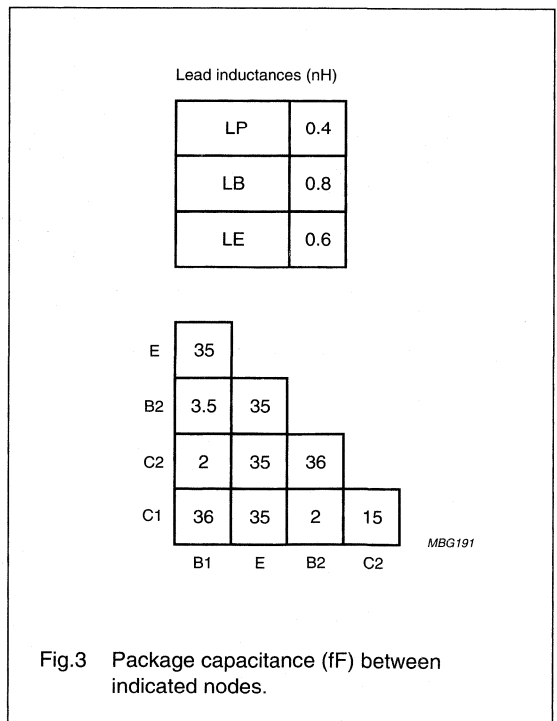 Lead inductances (nH)
LP 0.4
LB 0.8
LE 0.6
E 35
B2 3.5 35
C2 2 35 36
C1 36 35 2 15
MBG191
B1 E B2 C2
Fig.3 Package capacitance (fF) between
indicated nodes.